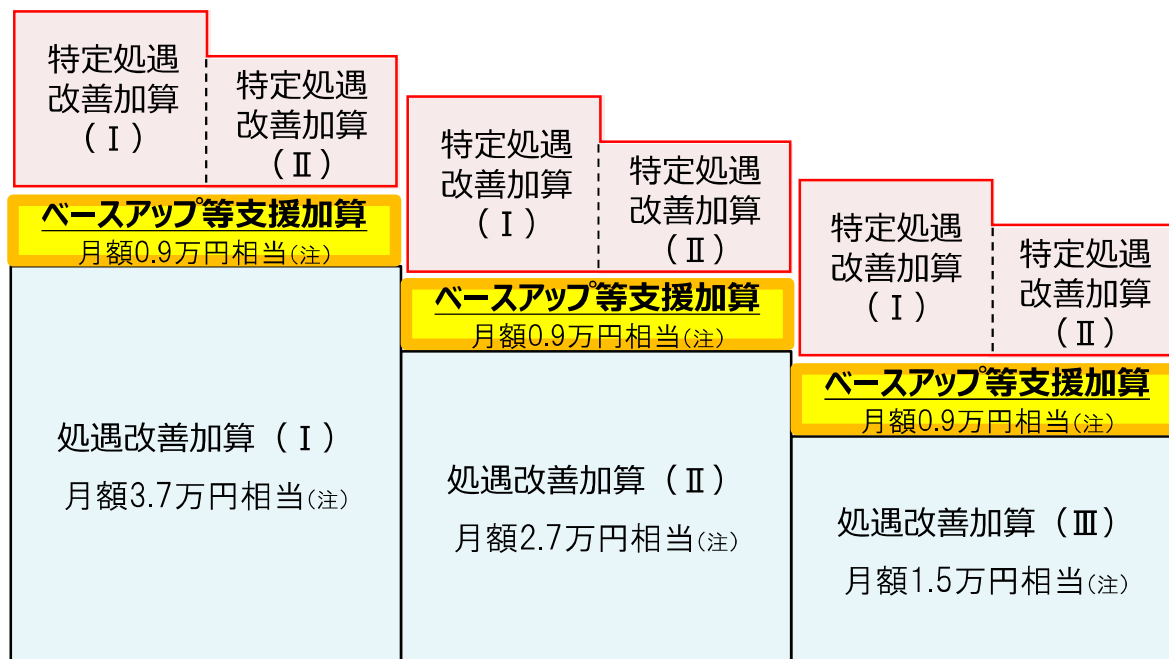 特定処遇
改善加算
（Ⅰ）
特定処遇
改善加算
（Ⅱ）
ベースアップ等支援加算
月額0.9万円相当(注)
処遇改善加算（Ⅰ）
月額3.7万円相当(注)
特定処遇
改善加算
（Ⅰ）
特定処遇
改善加算
（Ⅱ）
ベースアップ等支援加算
月額0.9万円相当(注)
処遇改善加算（Ⅱ）
月額2.7万円相当(注)
特定処遇
改善加算
（Ⅰ）
特定処遇
改善加算
（Ⅱ）
ベースアップ等支援加算
月額0.9万円相当(注)
処遇改善加算（Ⅲ）
月額1.5万円相当(注)